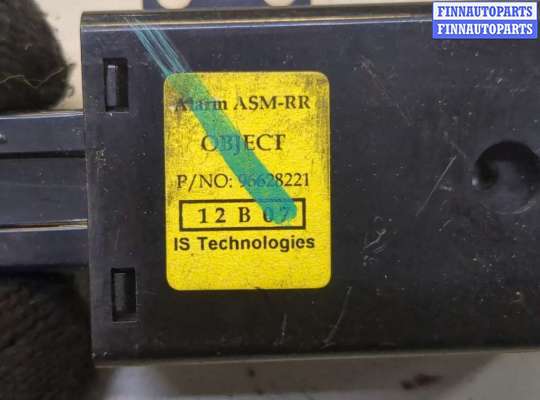 FINNAUTOPARTS
FINNAUTOPARTS
Alarm ASM-RR
OBJECT
P/NO: 96628221
12 B 07
IS Technologies